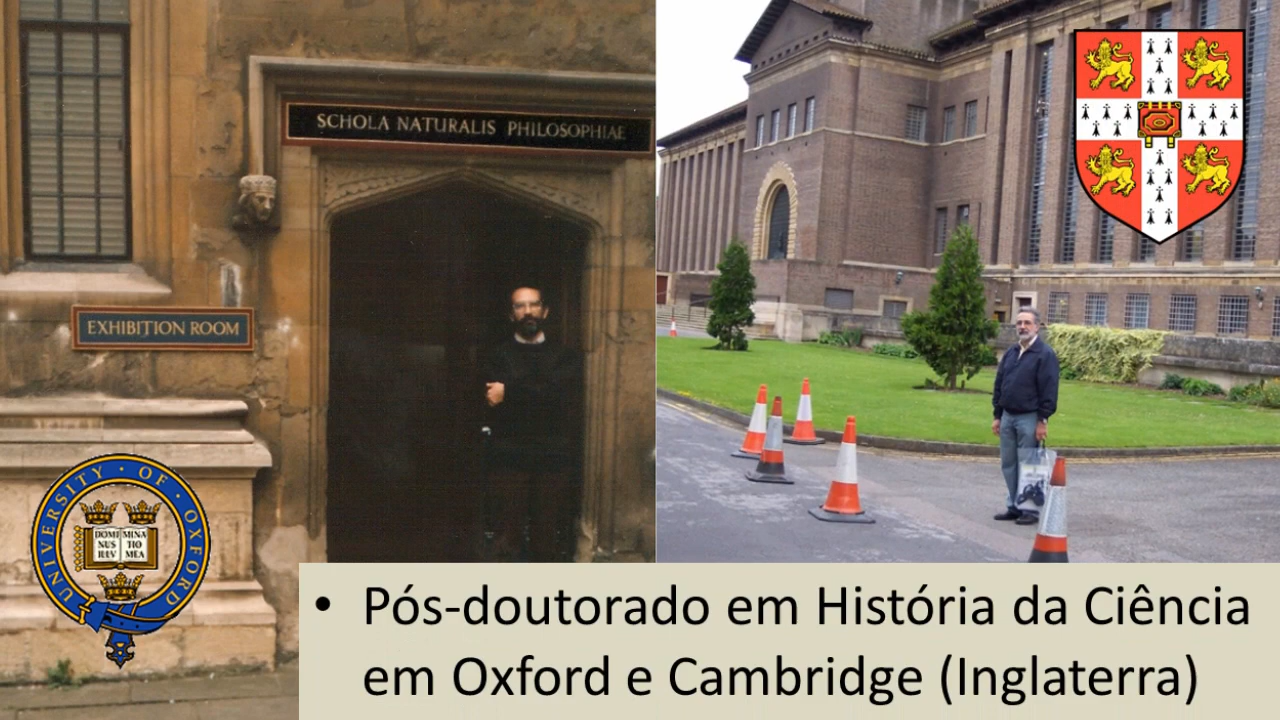 SCHOLA NATURALIS PHILOSOPHIAE
EXHIBITION ROOM
UNIVERSITY · OF · OXFORD
DOMI MINA
NUS TIO
ILLV MEA
• Pós-doutorado em História da Ciência
em Oxford e Cambridge (Inglaterra)